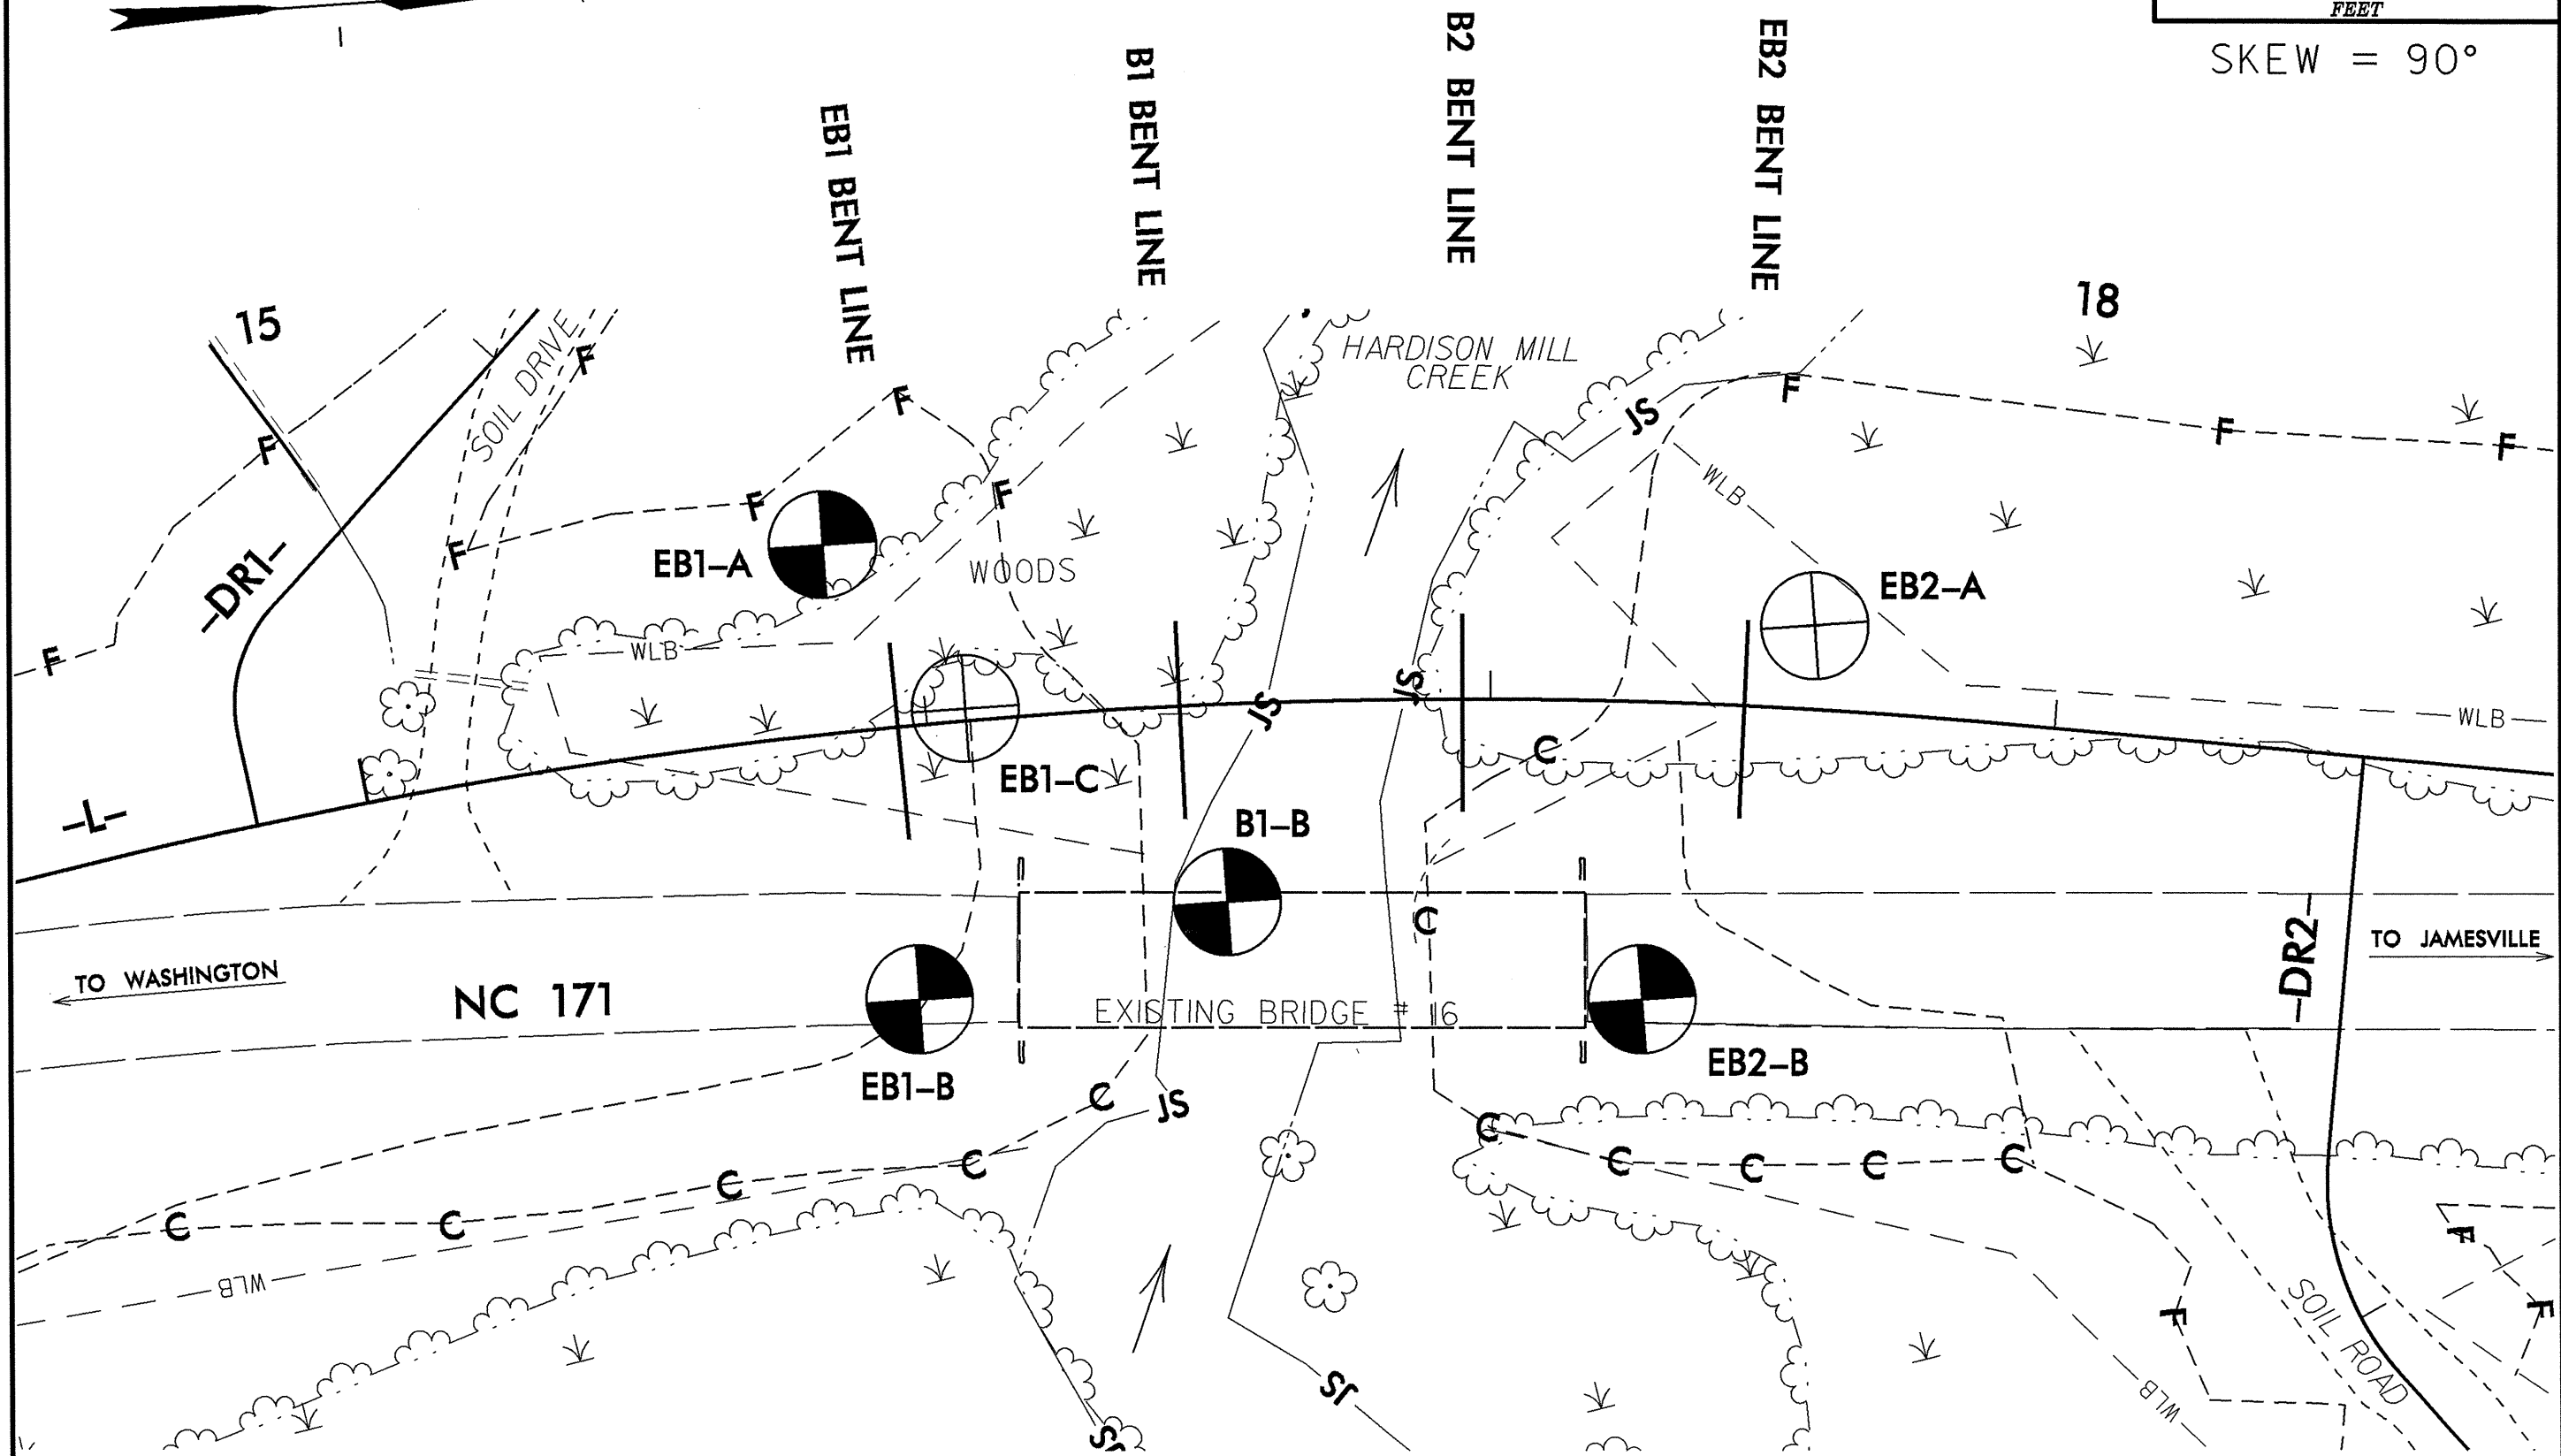 FEET
SKEW = 90°
EB1 BENT LINE
B1 BENT LINE
B2 BENT LINE
EB2 BENT LINE
15
18
SOIL DRIVE
HARDISON MILL
CREEK
F
F
F
F
F
F
F
F
F
F
JS
WLB
-DR1-
EB1-A
WOODS
EB2-A
WLB
JS
JS
WLB
-L-
EB1-C
C
B1-B
C
TO WASHINGTON
NC 171
EXISTING BRIDGE # 16
-DR2-
TO JAMESVILLE
EB1-B
EB2-B
C
JS
C
C
C
C
C
C
C
C
C
C
WLB
F
F
F
SOIL ROAD
JS
WLB
JS